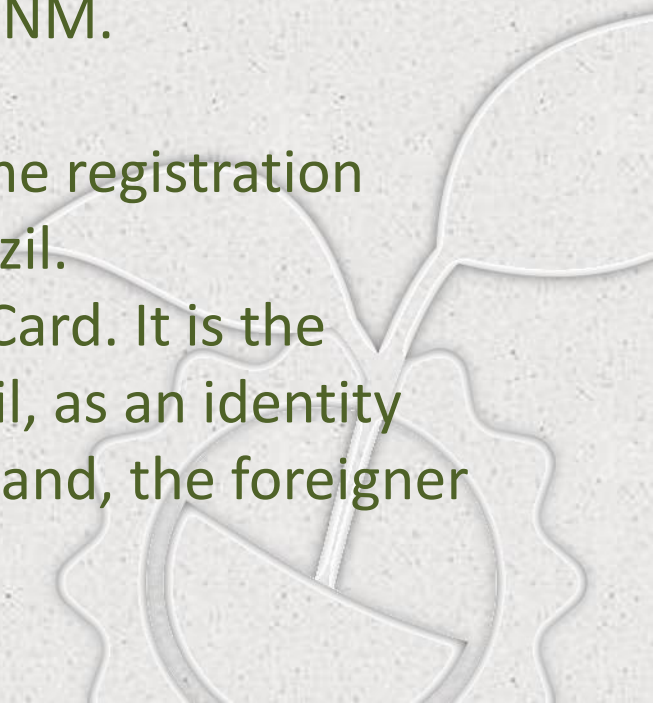 NM.
he registration
zil.
Card. It is the
il, as an identity
and, the foreigner